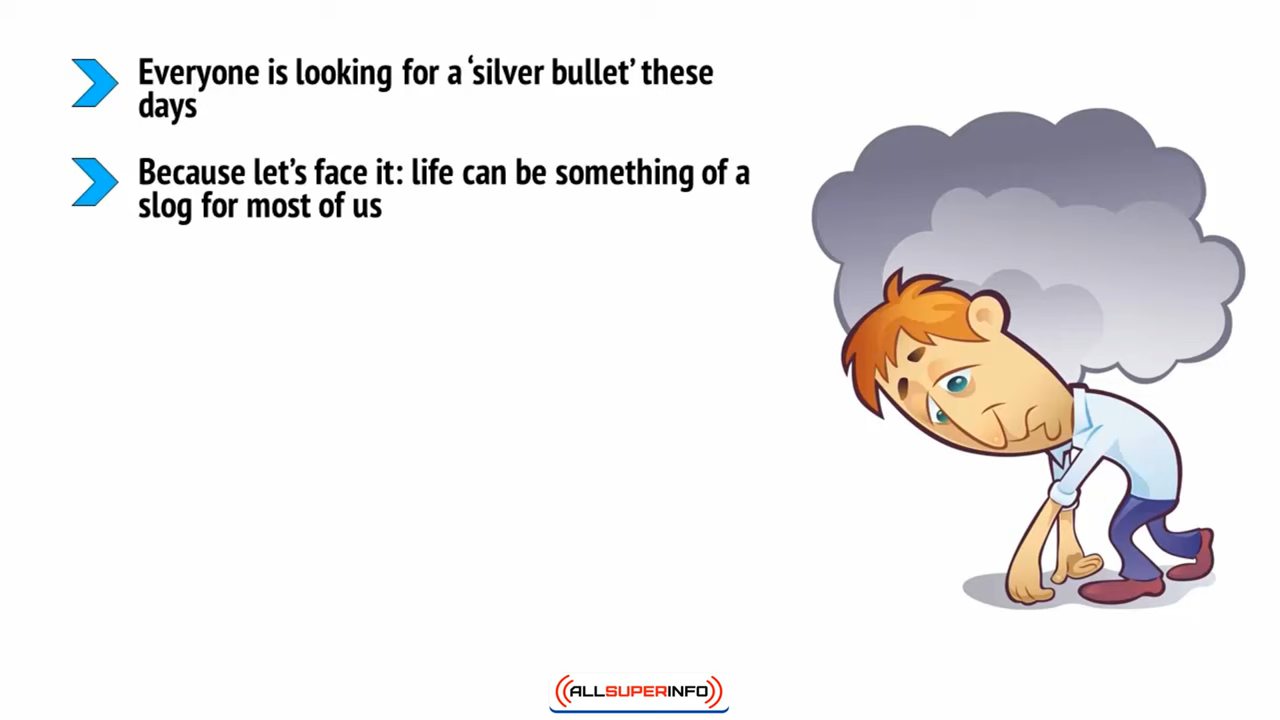 Everyone is looking for a ‘silver bullet’ these
days
Because let’s face it: life can be something of a
slog for most of us
ALLSUPERINFO